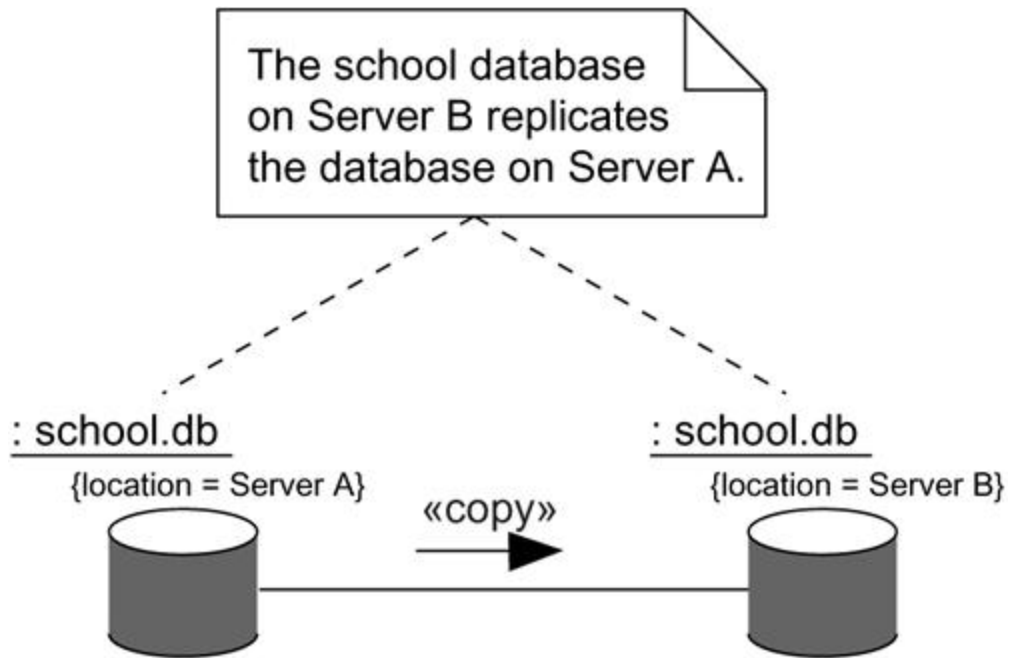 The school database
on Server B replicates
the database on Server A.
: school.db
{location = Server A}
: school.db
{location = Server B}
«copy»